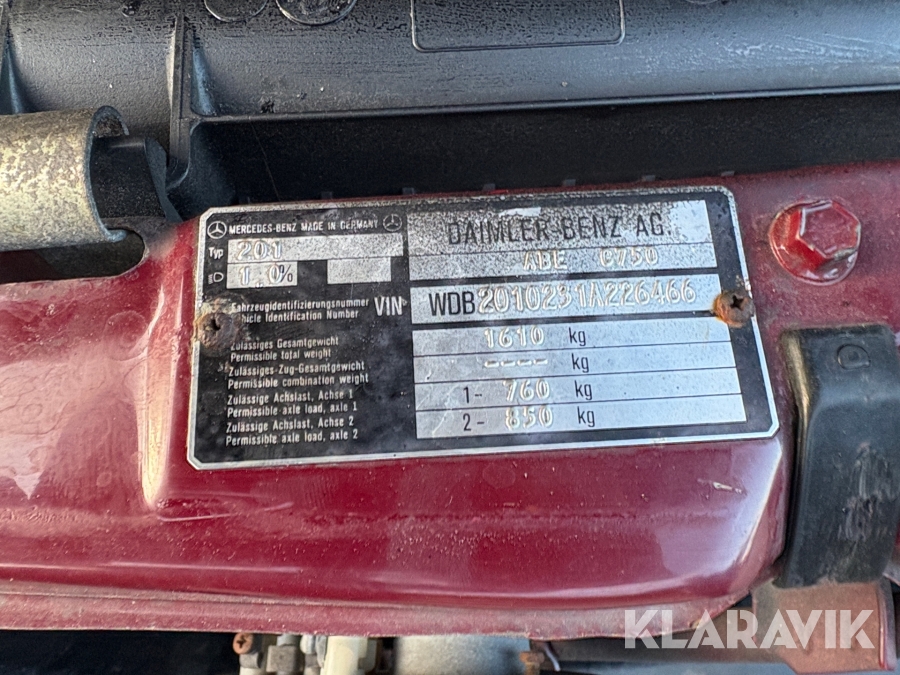 MERCEDES-BENZ MADE IN GERMANY
DAIMLER-BENZ AG.
Typ 201
ABE C750
1.0%
Fahrzeugidentifizierungsnummer
Vehicle Identification Number
VIN WDB2010231A226466
Zulässiges Gesamtgewicht
Permissible total weight
1610 kg
Zulässiges-Zug-Gesamtgewicht
Permissible combination weight
---- kg
Zulässige Achslast, Achse 1
Permissible axle load, axle 1
1- 760 kg
Zulässige Achslast, Achse 2
Permissible axle load, axle 2
2- 850 kg
KLARAVIK